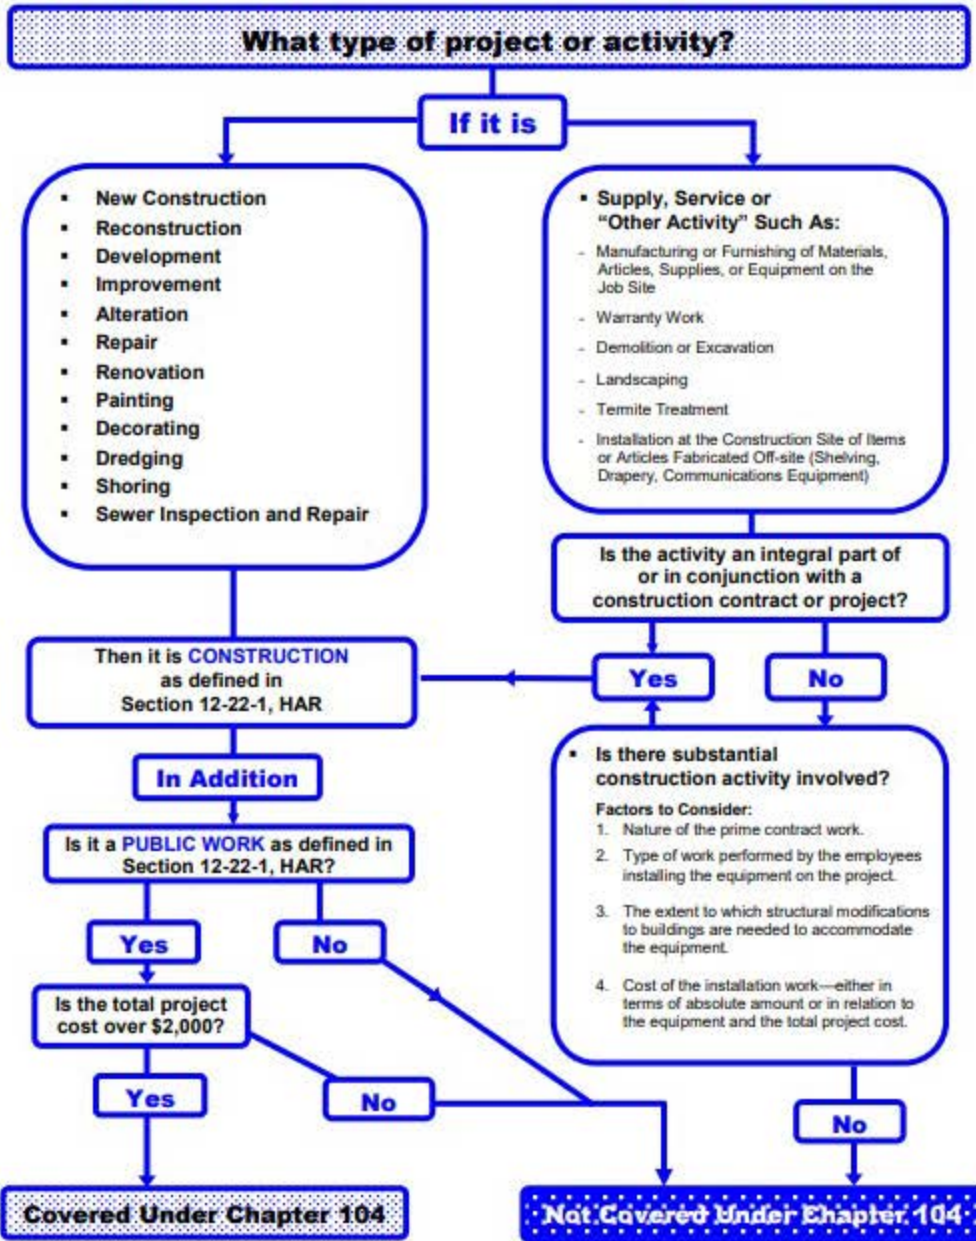 What type of project or activity?
If it is
▪ New Construction
▪ Reconstruction
▪ Development
▪ Improvement
▪ Alteration
▪ Repair
▪ Renovation
▪ Painting
▪ Decorating
▪ Dredging
▪ Shoring
▪ Sewer Inspection and Repair
▪ Supply, Service or
“Other Activity” Such As:
- Manufacturing or Furnishing of Materials,
Articles, Supplies, or Equipment on the
Job Site
- Warranty Work
- Demolition or Excavation
- Landscaping
- Termite Treatment
- Installation at the Construction Site of Items
or Articles Fabricated Off-site (Shelving,
Drapery, Communications Equipment)
Is the activity an integral part of
or in conjunction with a
construction contract or project?
Yes
No
Then it is CONSTRUCTION
as defined in
Section 12-22-1, HAR
▪ Is there substantial
construction activity involved?
Factors to Consider:
1. Nature of the prime contract work.
2. Type of work performed by the employees
installing the equipment on the project.
3. The extent to which structural modifications
to buildings are needed to accommodate
the equipment.
4. Cost of the installation work—either in
terms of absolute amount or in relation to
the equipment and the total project cost.
In Addition
Is it a PUBLIC WORK as defined in
Section 12-22-1, HAR?
Yes
No
Is the total project
cost over $2,000?
Yes
No
No
Covered Under Chapter 104
Not Covered Under Chapter 104